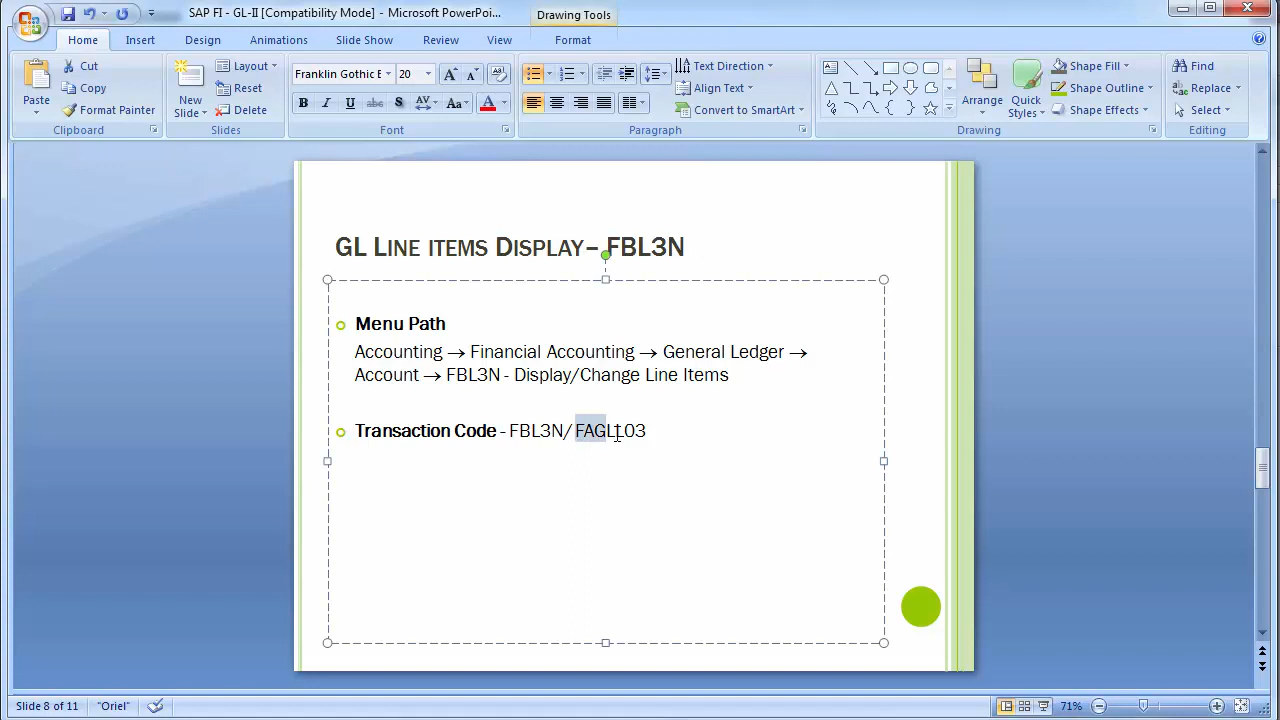 SAP FI - GL-II [Compatibility Mode] - Microsoft PowerPoi...
Drawing Tools
Home Insert Design Animations Slide Show Review View Format
Paste
Cut
Copy
Format Painter
Clipboard
New
Slide
Layout
Reset
Delete
Slides
Franklin Gothic E 20
B I U abc S AV Aa A
Font
Text Direction
Align Text
Convert to SmartArt
Paragraph
Arrange
Quick
Styles
Shape Fill
Shape Outline
Shape Effects
Drawing
Find
Replace
Select
Editing
GL LINE ITEMS DISPLAY– FBL3N
Menu Path
Accounting → Financial Accounting → General Ledger →
Account → FBL3N - Display/Change Line Items
Transaction Code - FBL3N/ FAGLL03
Slide 8 of 11
"Oriel"
71%